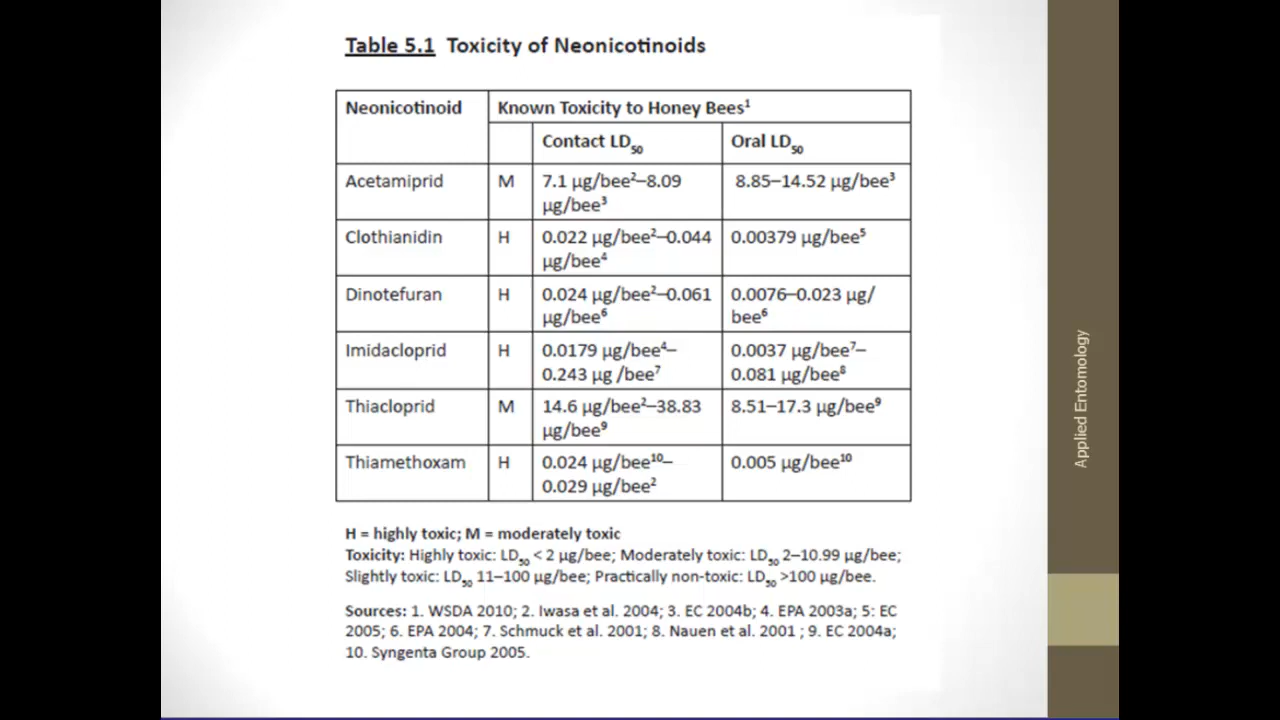 Table 5.1 Toxicity of Neonicotinoids
Neonicotinoid
Known Toxicity to Honey Bees¹
Contact LD₅₀
Oral LD₅₀
Acetamiprid
M
7.1 µg/bee²–8.09
µg/bee³
8.85–14.52 µg/bee³
Clothianidin
H
0.022 µg/bee²–0.044
µg/bee⁴
0.00379 µg/bee⁵
Dinotefuran
H
0.024 µg/bee²–0.061
µg/bee⁶
0.0076–0.023 µg/
bee⁶
Imidacloprid
H
0.0179 µg/bee⁴–
0.243 µg /bee⁷
0.0037 µg/bee⁷–
0.081 µg/bee⁸
Thiacloprid
M
14.6 µg/bee²–38.83
µg/bee⁹
8.51–17.3 µg/bee⁹
Thiamethoxam
H
0.024 µg/bee¹⁰–
0.029 µg/bee²
0.005 µg/bee¹⁰
H = highly toxic; M = moderately toxic
Toxicity: Highly toxic: LD₅₀ < 2 µg/bee; Moderately toxic: LD₅₀ 2–10.99 µg/bee;
Slightly toxic: LD₅₀ 11–100 µg/bee; Practically non-toxic: LD₅₀ >100 µg/bee.
Sources: 1. WSDA 2010; 2. Iwasa et al. 2004; 3. EC 2004b; 4. EPA 2003a; 5: EC
2005; 6. EPA 2004; 7. Schmuck et al. 2001; 8. Nauen et al. 2001 ; 9. EC 2004a;
10. Syngenta Group 2005.
Applied Entomology